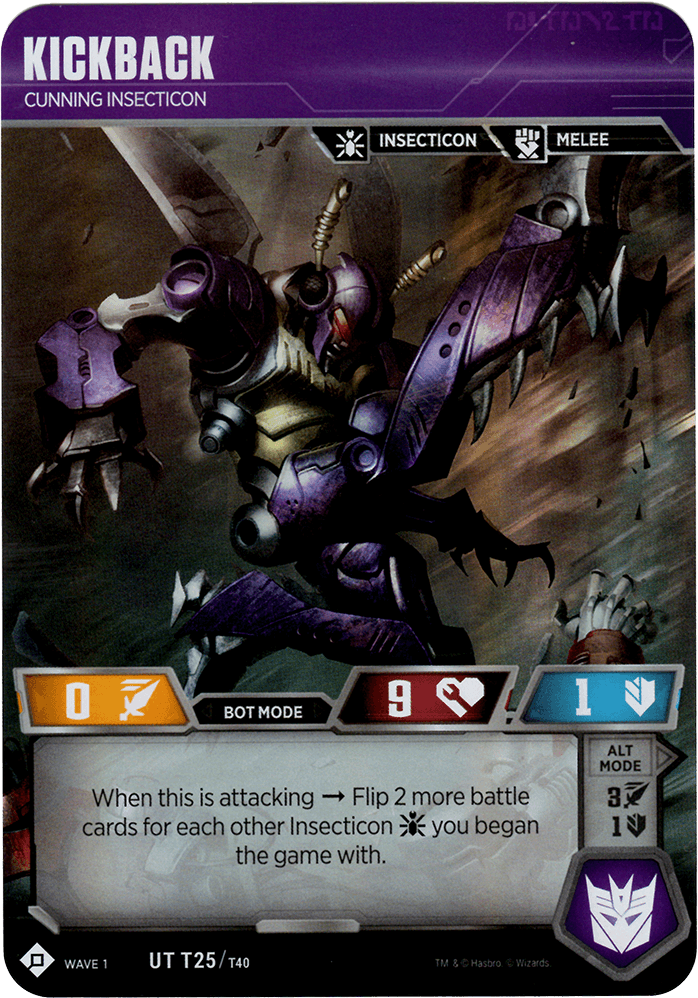 KICKBACK
CUNNING INSECTICON
INSECTICON MELEE
0 BOT MODE 9 1
When this is attacking → Flip 2 more battle
cards for each other Insecticon you began
the game with.
ALT
MODE
3
1
WAVE 1 UT T25/T40 TM & © Hasbro. © Wizards.